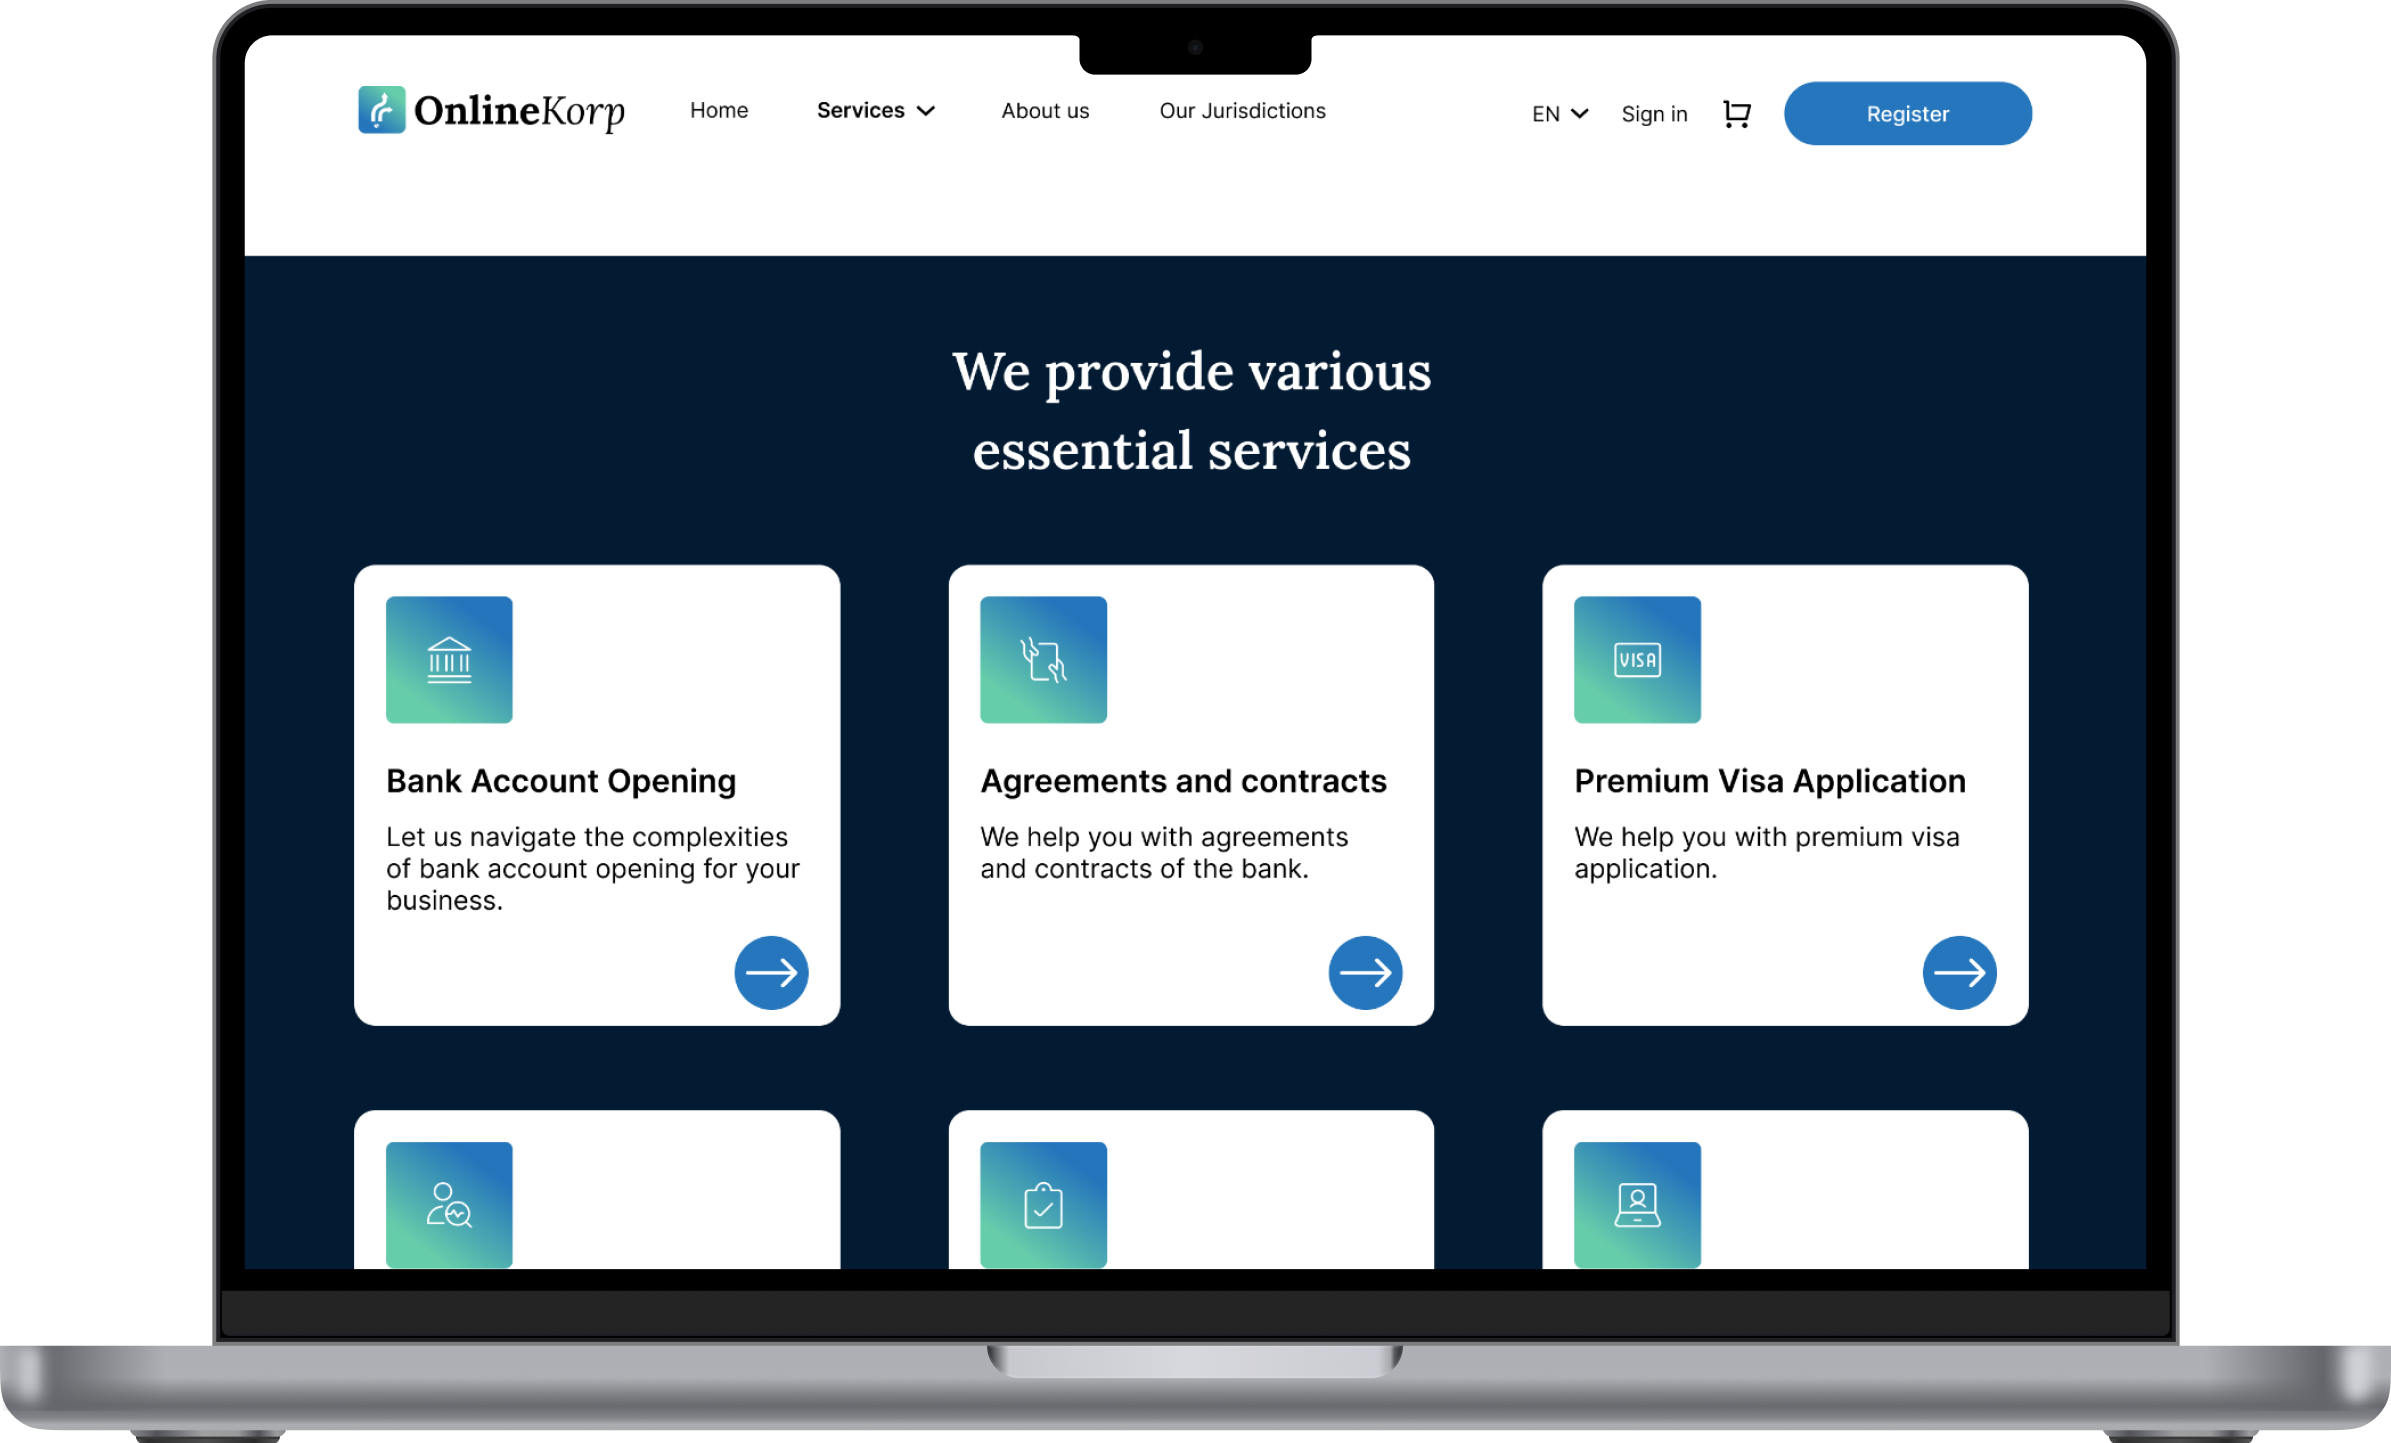 OnlineKorp
Home
Services
About us
Our Jurisdictions
EN
Sign in
Register
We provide various
essential services
VISA
Bank Account Opening
Let us navigate the complexities
of bank account opening for your
business.
Agreements and contracts
We help you with agreements
and contracts of the bank.
Premium Visa Application
We help you with premium visa
application.